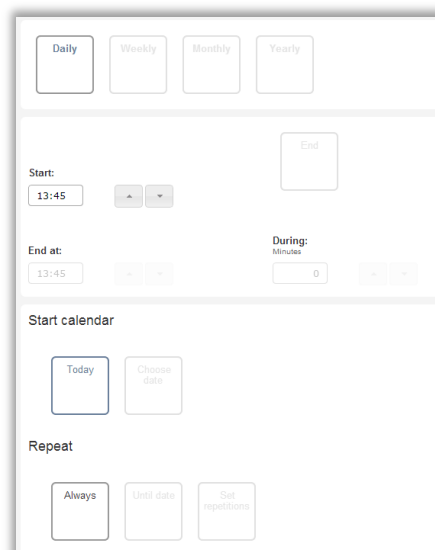 Daily Weekly Monthly Yearly
End
Start:
13:45
End at:
During:
Minutes
13:45
0
Start calendar
Today Choose
date
Repeat
Always Until date Set
repetitions